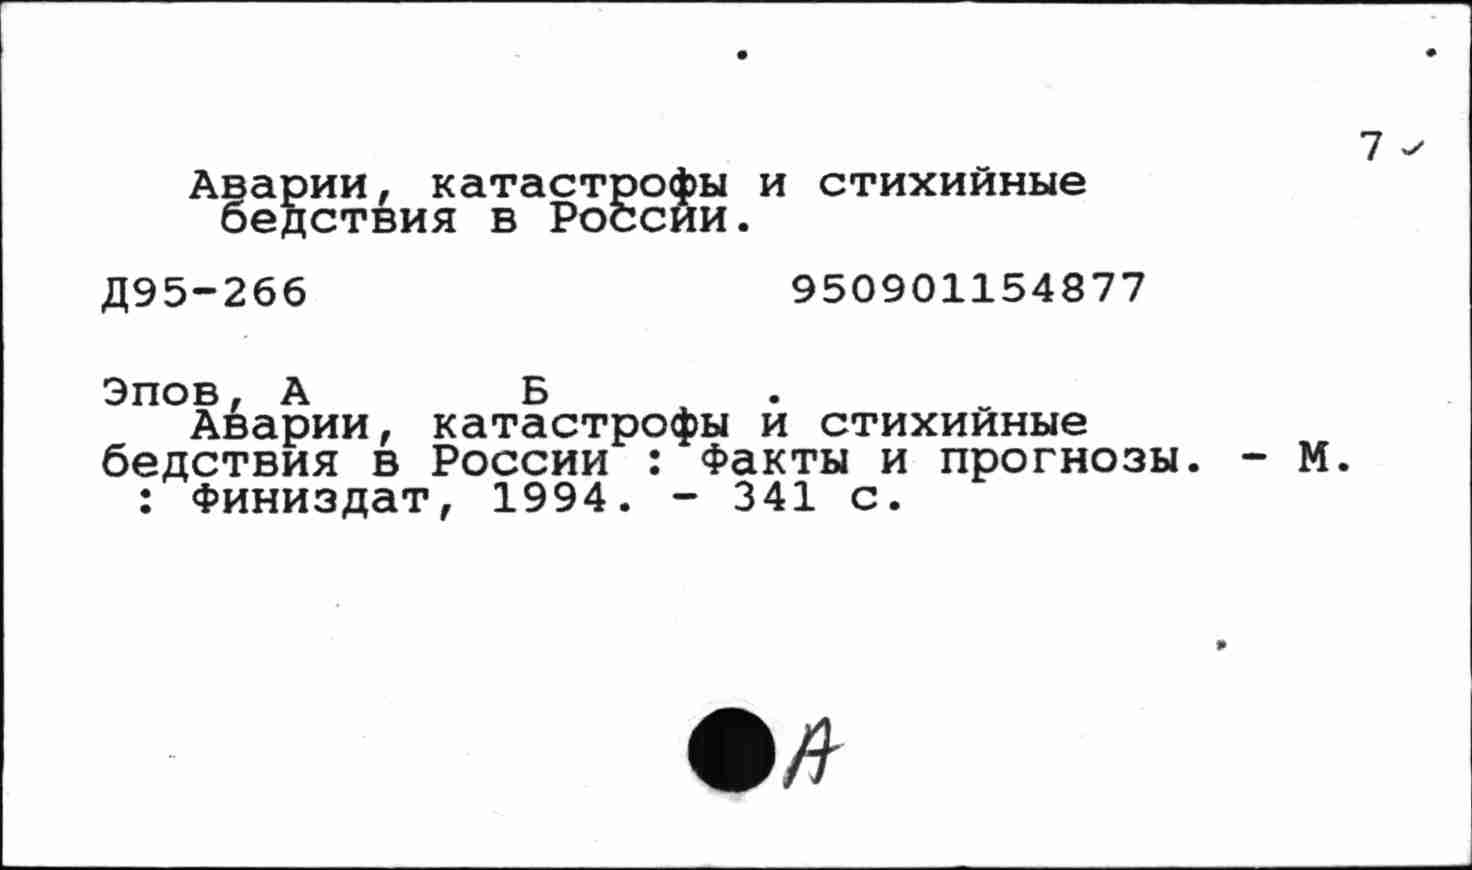 7 ✓
Аварии, катастрофы и стихийные
бедствия в России.
Д95-266 950901154877
Эпов, А Б .
Аварии, катастрофы и стихийные
бедствия в России : Факты и прогнозы. - М.
: Финиздат, 1994. - 341 с.
А